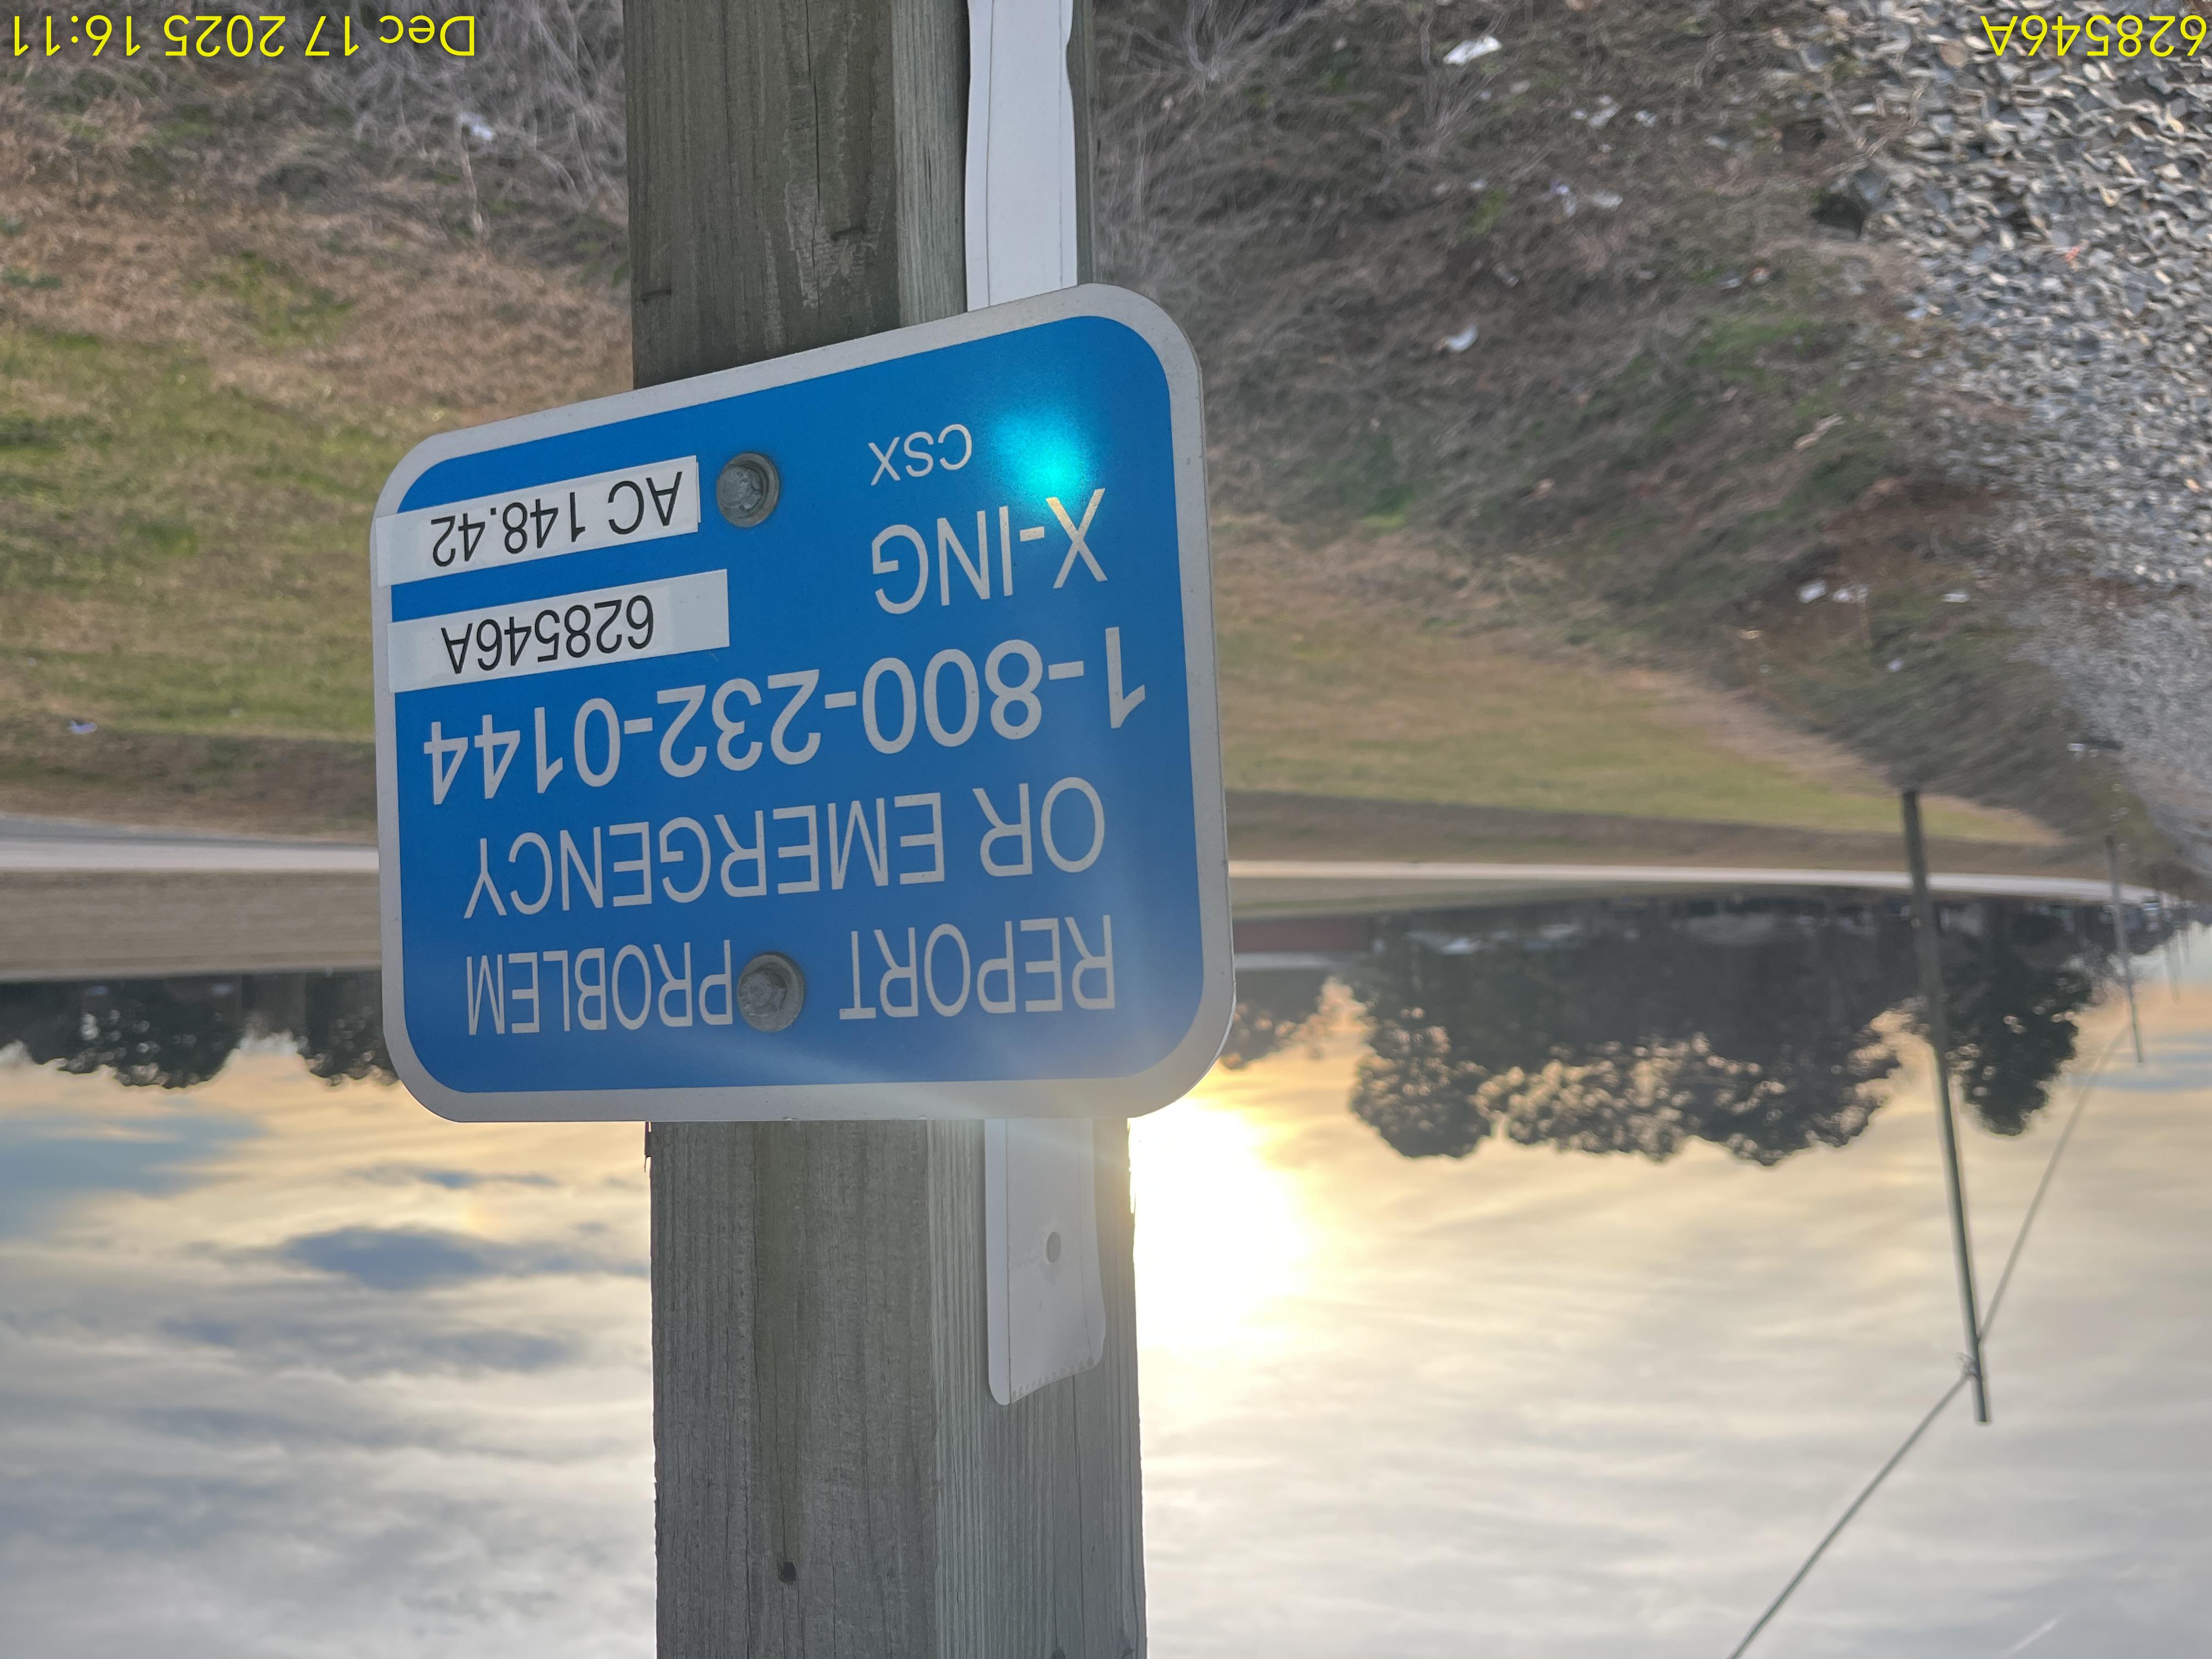 REPORT PROBLEM
OR EMERGENCY
1-800-232-0144
X-ING 628546A
CSX AC 148.42
628546A
Dec 17 2025 16:11